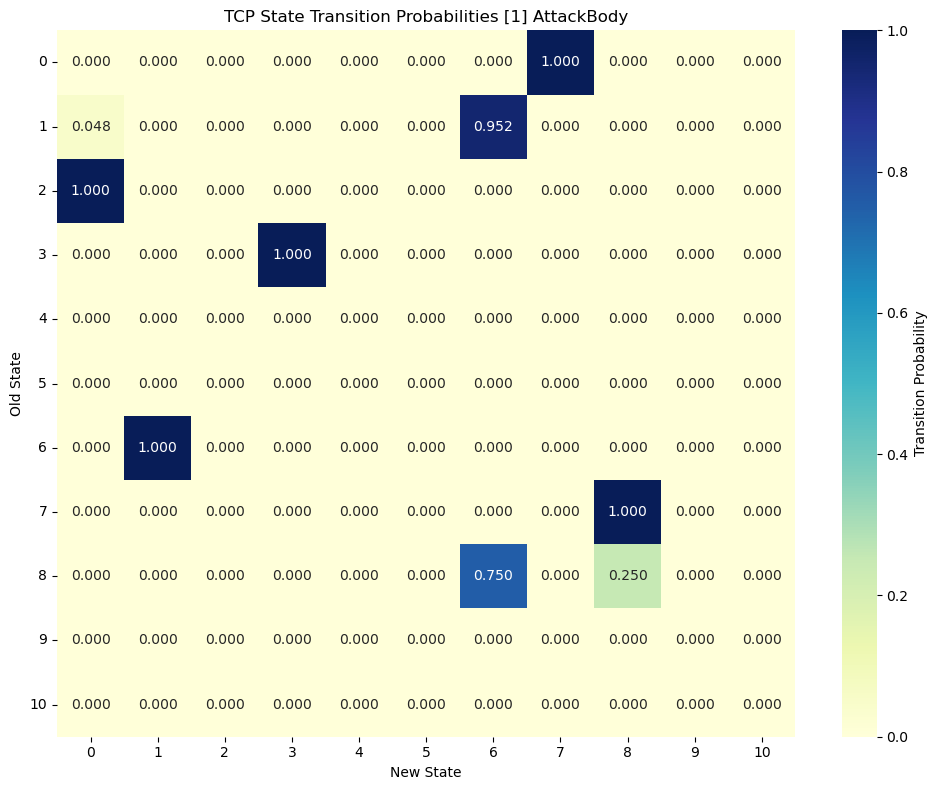 TCP State Transition Probabilities [1] AttackBody
0 0.000 0.000 0.000 0.000 0.000 0.000 0.000 1.000 0.000 0.000 0.000
1 0.048 0.000 0.000 0.000 0.000 0.000 0.952 0.000 0.000 0.000 0.000
2 1.000 0.000 0.000 0.000 0.000 0.000 0.000 0.000 0.000 0.000 0.000
3 0.000 0.000 0.000 1.000 0.000 0.000 0.000 0.000 0.000 0.000 0.000
4 0.000 0.000 0.000 0.000 0.000 0.000 0.000 0.000 0.000 0.000 0.000
5 0.000 0.000 0.000 0.000 0.000 0.000 0.000 0.000 0.000 0.000 0.000
6 0.000 1.000 0.000 0.000 0.000 0.000 0.000 0.000 0.000 0.000 0.000
7 0.000 0.000 0.000 0.000 0.000 0.000 0.000 0.000 1.000 0.000 0.000
8 0.000 0.000 0.000 0.000 0.000 0.000 0.750 0.000 0.250 0.000 0.000
9 0.000 0.000 0.000 0.000 0.000 0.000 0.000 0.000 0.000 0.000 0.000
10 0.000 0.000 0.000 0.000 0.000 0.000 0.000 0.000 0.000 0.000 0.000
0 1 2 3 4 5 6 7 8 9 10
New State
Old State
1.0
0.8
0.6
0.4
0.2
0.0
Transition Probability